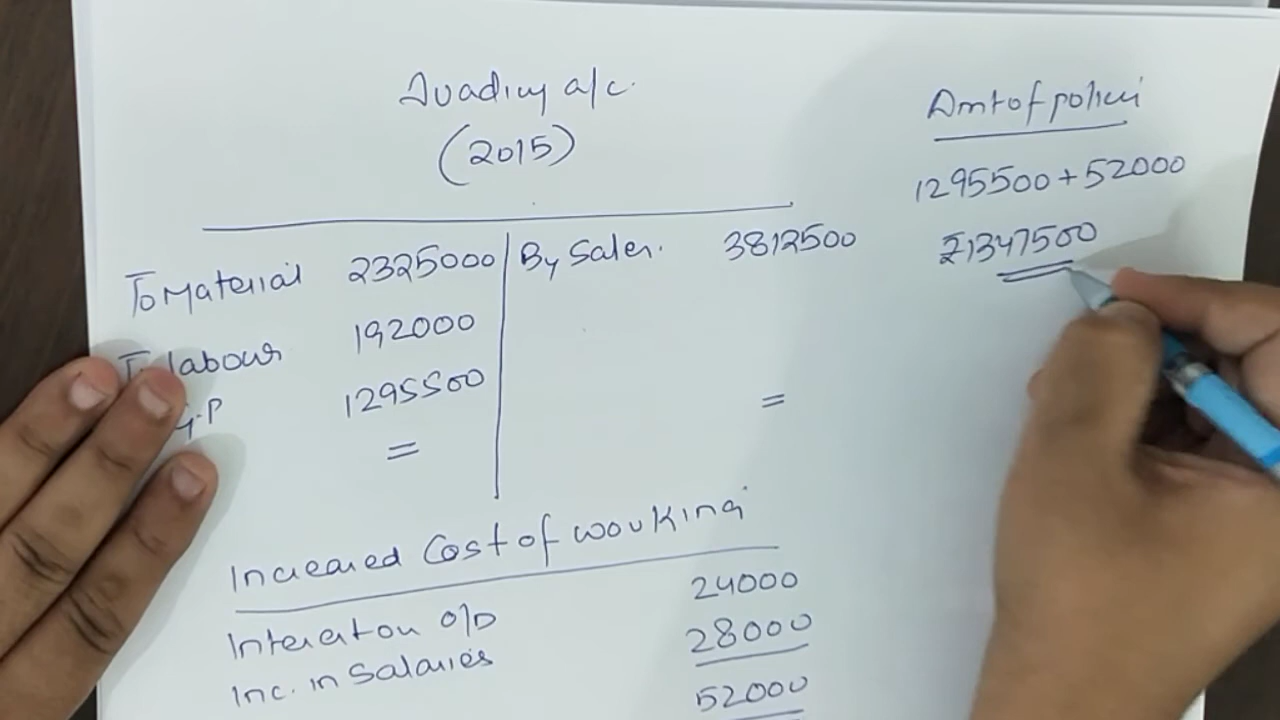 Trading a/c.
(2015)
To Material 2325000 By Sales. 3812500
To labour 192000
G.P 1295500
= =
Increased Cost of working
Interest on O/D 24000
Inc. in Salaries 28000
52000
Amt of policy
1295500 + 52000
₹1347500